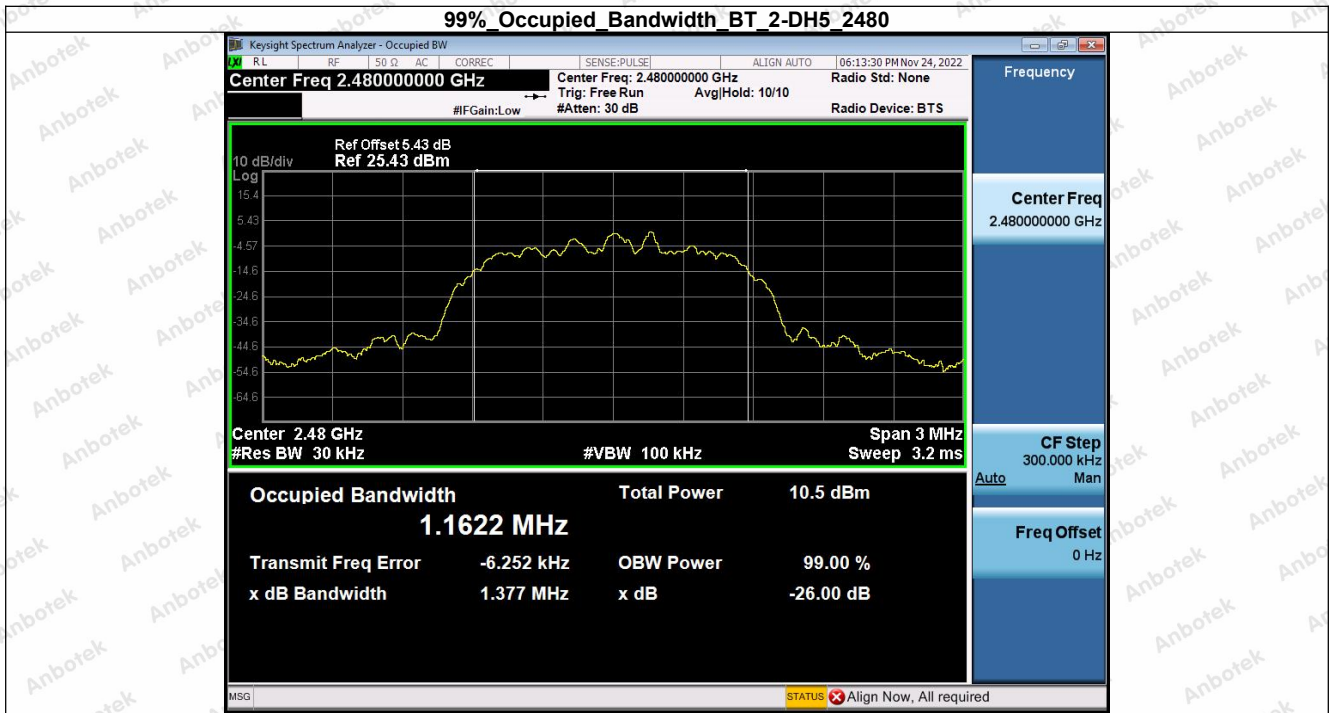 99%_Occupied_Bandwidth_BT_2-DH5_2480
Keysight Spectrum Analyzer - Occupied BW
LXI RL RF 50 Ω AC CORREC SENSE:PULSE ALIGN AUTO 06:13:30 PM Nov 24, 2022
Center Freq 2.480000000 GHz
Center Freq: 2.480000000 GHz
Radio Std: None
Trig: Free Run Avg|Hold: 10/10
#IFGain:Low
#Atten: 30 dB
Radio Device: BTS
Frequency
Ref Offset 5.43 dB
10 dB/div Ref 25.43 dBm
Log
15.4
5.43
-4.57
-14.6
-24.6
-34.6
-44.6
-54.6
-64.6
Center 2.48 GHz Span 3 MHz
#Res BW 30 kHz #VBW 100 kHz Sweep 3.2 ms
Center Freq
2.480000000 GHz
CF Step
300.000 kHz
Auto Man
Freq Offset
0 Hz
Occupied Bandwidth Total Power 10.5 dBm
1.1622 MHz
Transmit Freq Error -6.252 kHz OBW Power 99.00 %
x dB Bandwidth 1.377 MHz x dB -26.00 dB
MSG STATUS Align Now, All required
Anbotek